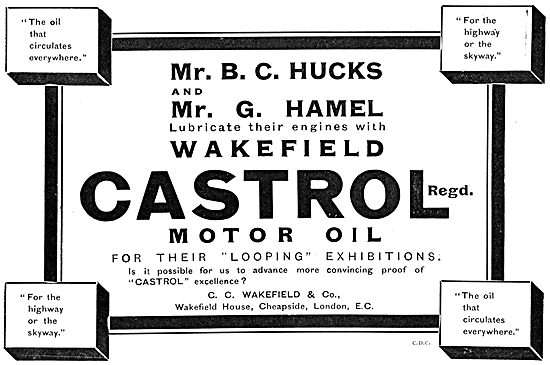 "The oil
that
circulates
everywhere."
"For the
highway
or the
skyway."
Mr. B. C. HUCKS
AND
Mr. G. HAMEL
Lubricate their engines with
WAKEFIELD
CASTROL Regd.
MOTOR OIL
FOR THEIR "LOOPING" EXHIBITIONS.
Is it possible for us to advance more convincing proof of
"CASTROL" excellence?
C. C. WAKEFIELD & Co.,
Wakefield House, Cheapside, London, E.C.
"For the
highway
or the
skyway."
"The oil
that
circulates
everywhere."
C.D.C.